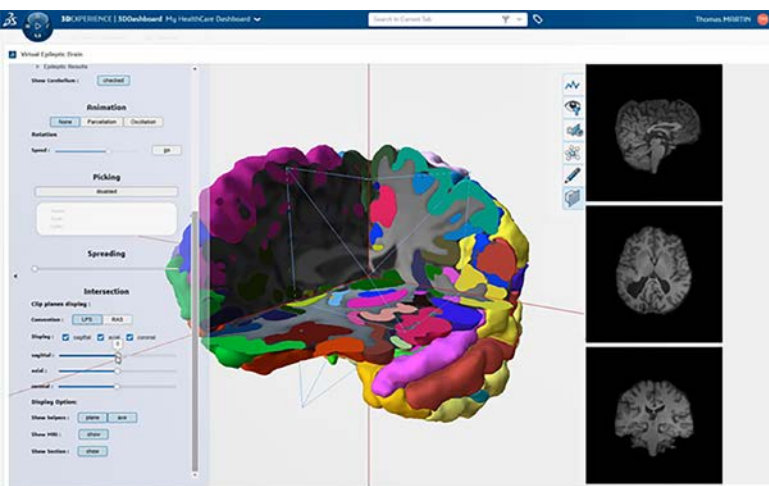 3DEXPERIENCE | 3DDashboard My HealthCare Dashboard
Search In Current Tab
Thomas MARTIN
Virtual Epileptic Brain
Epileptic Results
Show Cerebellum : checked
Animation
None Parcellation Oscillation
Rotation
Speed : go
Picking
disabled
Spreading
Intersection
Clip planes display :
Convention : LPS RAS
Display : sagittal axial coronal
sagittal :
axial :
Display Option:
Show helpers : plane axe
Show MRI : show
Show Section : show